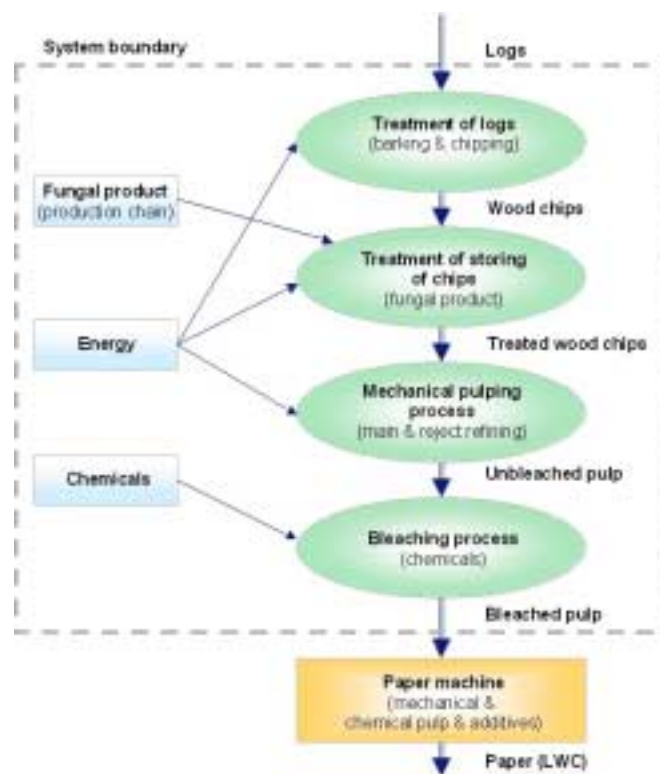 System boundary
Logs
Treatment of logs
(barking & chipping)
Fungal product
(production chain)
Wood chips
Treatment of storing
of chips
(fungal product)
Energy
Treated wood chips
Mechanical pulping
process
(main & reject refining)
Chemicals
Unbleached pulp
Bleaching process
(chemicals)
Bleached pulp
Paper machine
(mechanical &
chemical pulp & additives)
Paper (LWC)